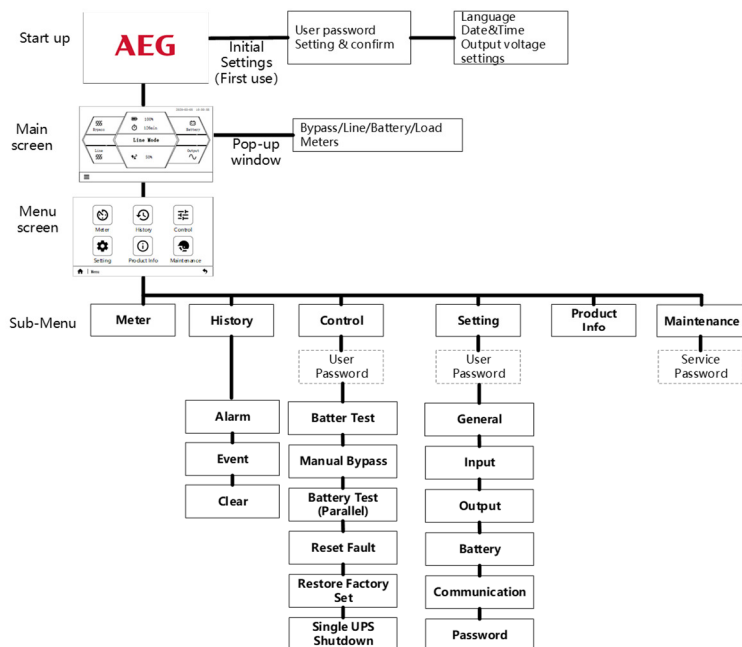 Start up
AEG
Initial
Settings
(First use)
User password
Setting & confirm
Language
Date&Time
Output voltage
settings
Main
screen
100%
Bypass
Battery
Line Mode
Line
Output
50%
Pop-up
window
Bypass/Line/Battery/Load
Meters
Menu
screen
Meter
History
Control
Setting
Product Info
Maintenance
Menu
Sub-Menu
Meter
History
Control
Setting
Product
Info
Maintenance
User
Password
User
Password
Service
Password
Alarm
Event
Clear
Batter Test
Manual Bypass
Battery Test
(Parallel)
Reset Fault
Restore Factory
Set
Single UPS
Shutdown
General
Input
Output
Battery
Communication
Password